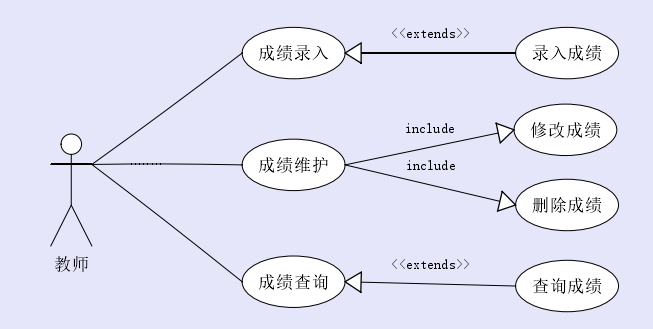 <<extends>>
成绩录入
录入成绩
include
修改成绩
成绩维护
include
删除成绩
教师
<<extends>>
成绩查询
查询成绩